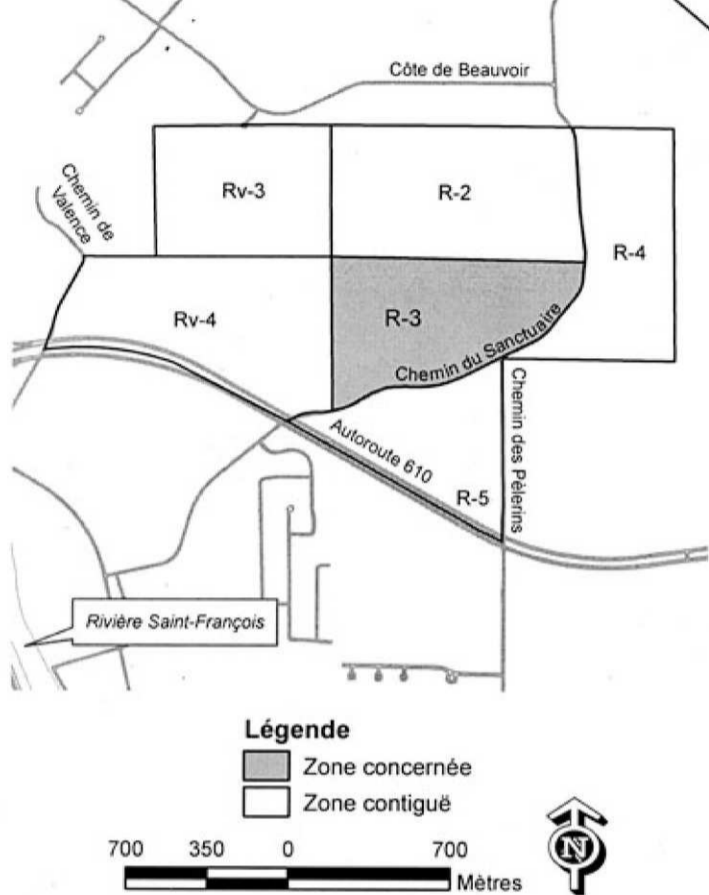 Côte de Beauvoir
Chemin de
Valence
Rv-3
R-2
R-4
Rv-4
R-3
Chemin du Sanctuaire
Chemin des Pèlerins
Autoroute 610
R-5
Rivière Saint-François
Légende
Zone concernée
Zone contiguë
700 350 0 700
Mètres
N